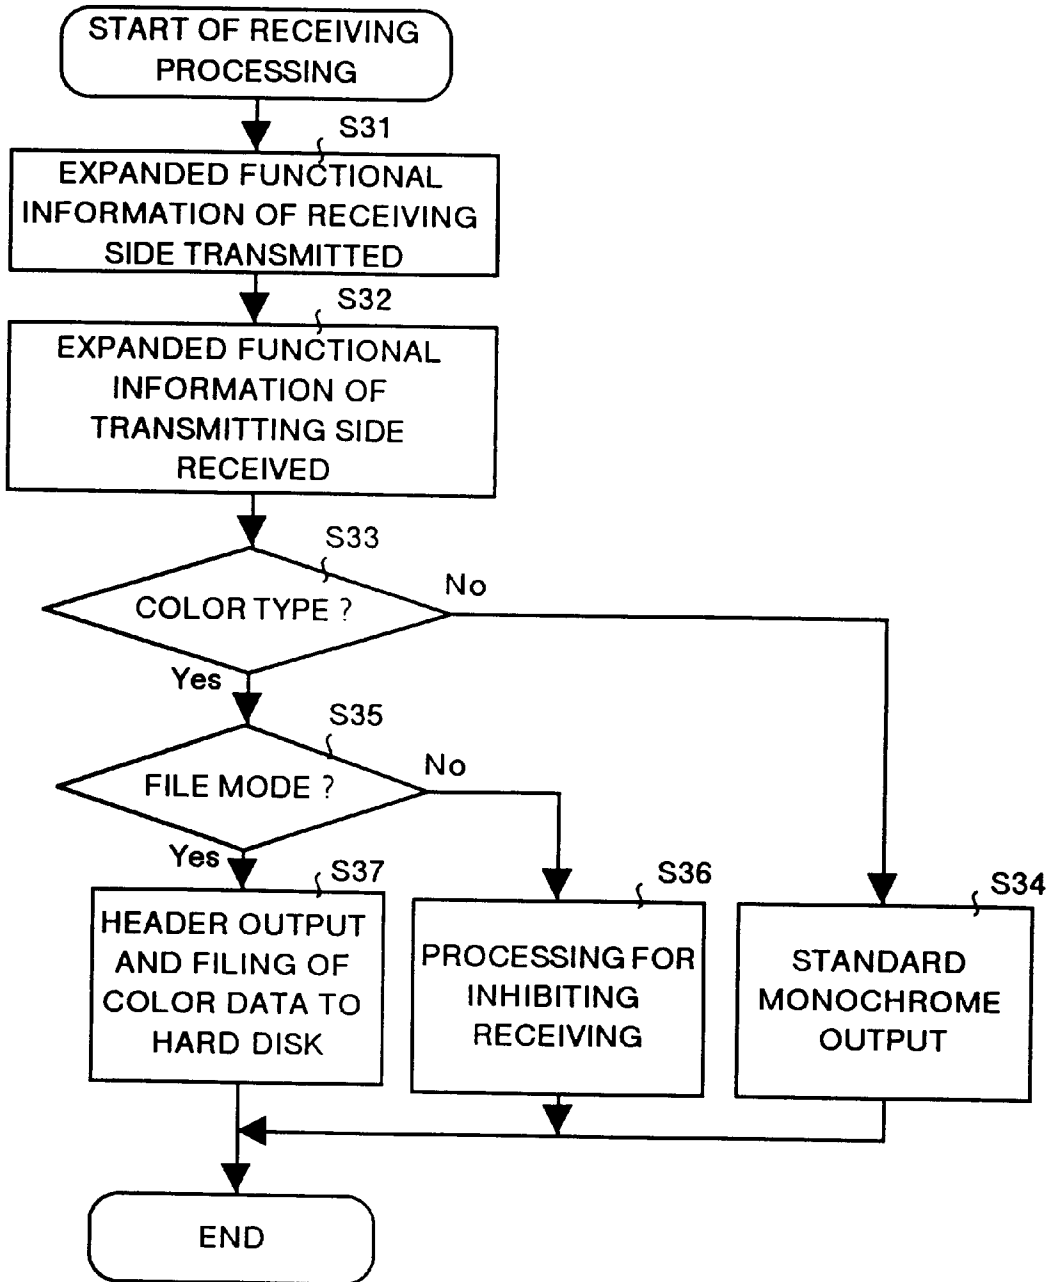 START OF RECEIVING
PROCESSING
S31
EXPANDED FUNCTIONAL
INFORMATION OF RECEIVING
SIDE TRANSMITTED
S32
EXPANDED FUNCTIONAL
INFORMATION OF
TRANSMITTING SIDE
RECEIVED
S33
COLOR TYPE ?
No
Yes
S35
FILE MODE ?
No
Yes
S37
HEADER OUTPUT
AND FILING OF
COLOR DATA TO
HARD DISK
S36
PROCESSING FOR
INHIBITING
RECEIVING
S34
STANDARD
MONOCHROME
OUTPUT
END